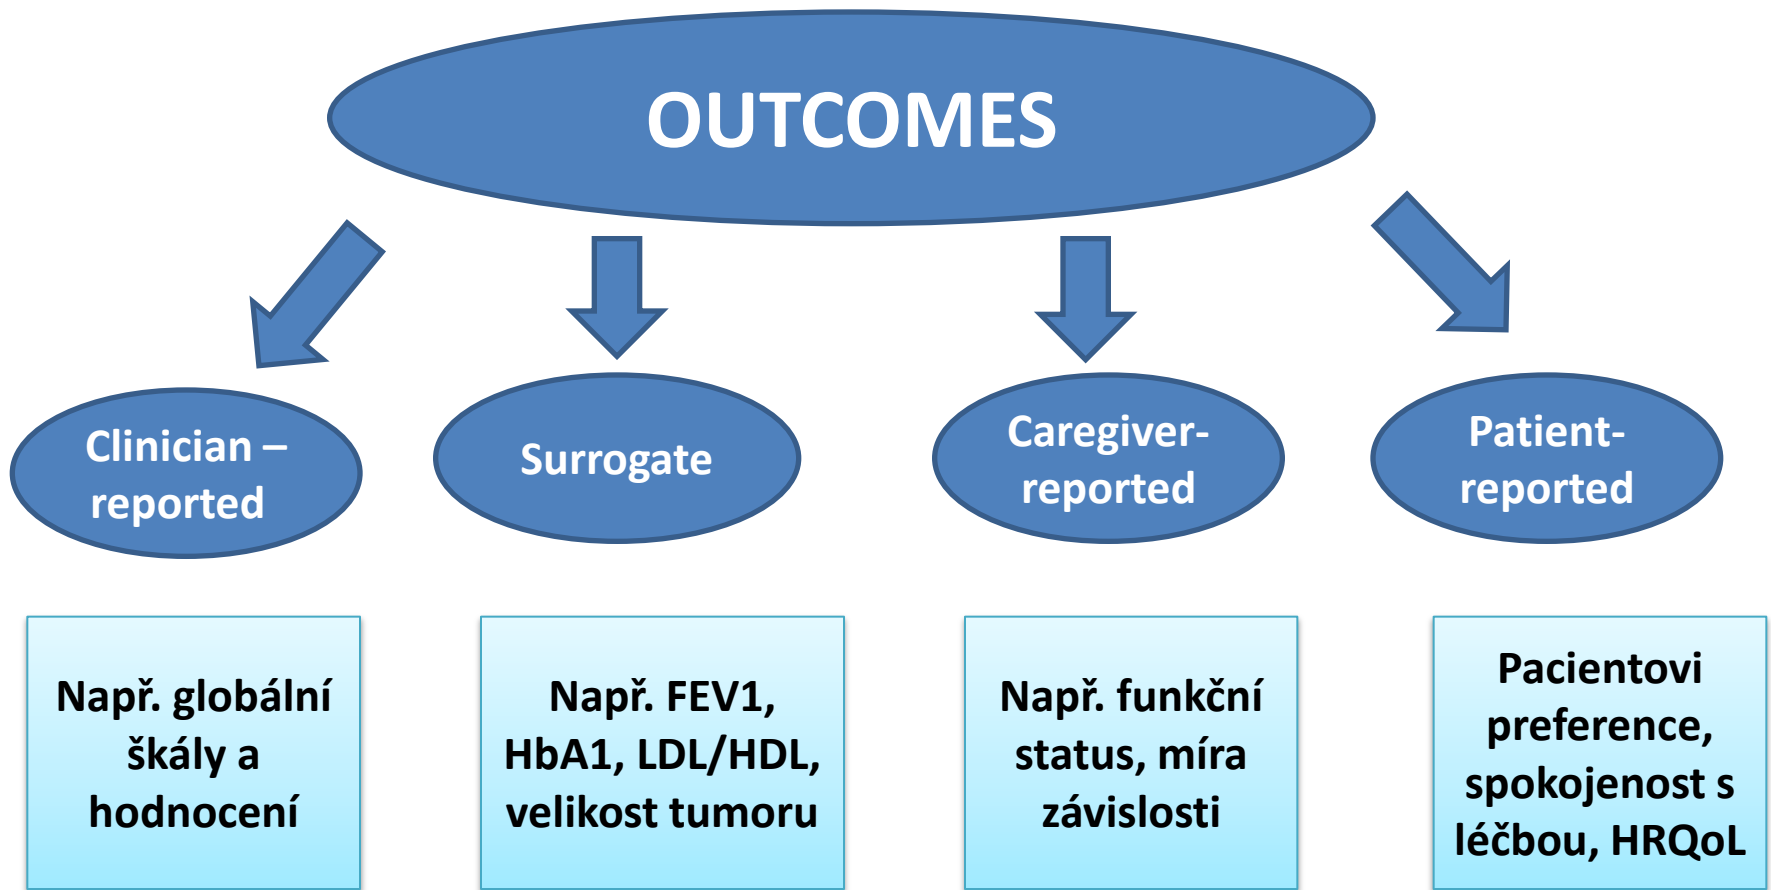 OUTCOMES
Clinician –
reported
Surrogate
Caregiver-
reported
Patient-
reported
Např. globální
škály a
hodnocení
Např. FEV1,
HbA1, LDL/HDL,
velikost tumoru
Např. funkční
status, míra
závislosti
Pacientovi
preference,
spokojenost s
léčbou, HRQoL